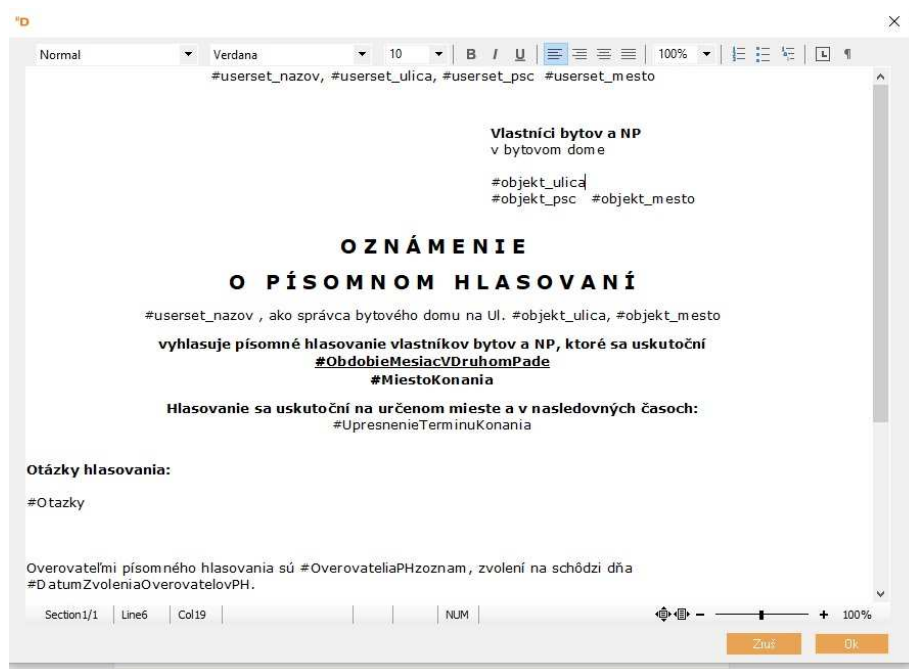 "D
Normal Verdana 10 B I U 100% L ¶
#userset_nazov, #userset_ulica, #userset_psc #userset_mesto
Vlastníci bytov a NP
v bytovom dome
#objekt_ulica
#objekt_psc #objekt_mesto
OZNÁMENIE
O PÍSOMNOM HLASOVANÍ
#userset_nazov , ako správca bytového domu na Ul. #objekt_ulica, #objekt_mesto
vyhlasuje písomné hlasovanie vlastníkov bytov a NP, ktoré sa uskutoční
#ObdobieMesiacVDruhomPade
#MiestoKonania
Hlasovanie sa uskutoční na určenom mieste a v nasledovných časoch:
#UpresnenieTerminuKonania
Otázky hlasovania:
#Otazky
Overovateľmi písomného hlasovania sú #OverovateliaPHzoznam, zvolení na schôdzi dňa
#DatumZvoleniaOverovatelovPH.
Section1/1 Line6 Col19 NUM 100%
Zruš Ok